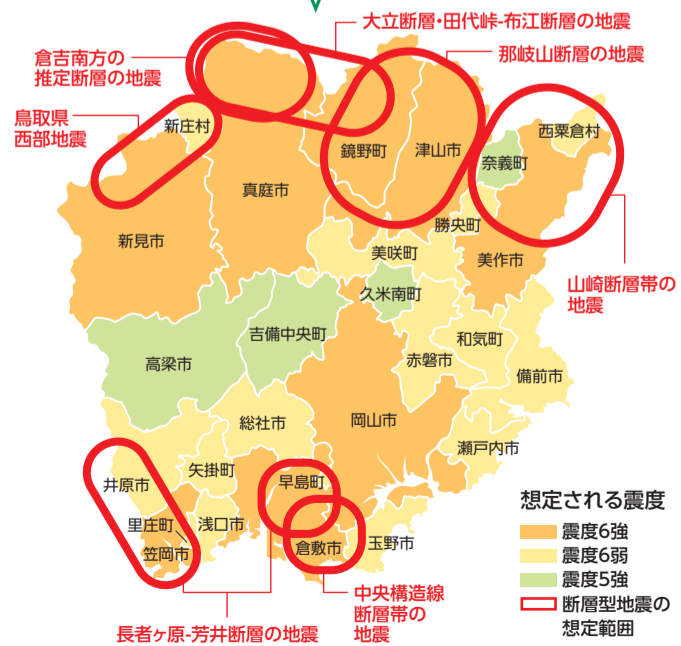 大立断層・田代峠-布江断層の地震
倉吉南方の
推定断層の地震
那岐山断層の地震
鳥取県
西部地震
新庄村
西粟倉村
鏡野町
津山市
奈義町
真庭市
勝央町
新見市
美咲町
美作市
山崎断層帯の
地震
久米南町
吉備中央町
和気町
高梁市
赤磐市
備前市
総社市
岡山市
瀬戸内市
矢掛町
井原市
早島町
里庄町
浅口市
笠岡市
倉敷市
玉野市
想定される震度
震度6強
震度6弱
震度5強
断層型地震の
想定範囲
中央構造線
断層帯の
地震
長者ヶ原-芳井断層の地震